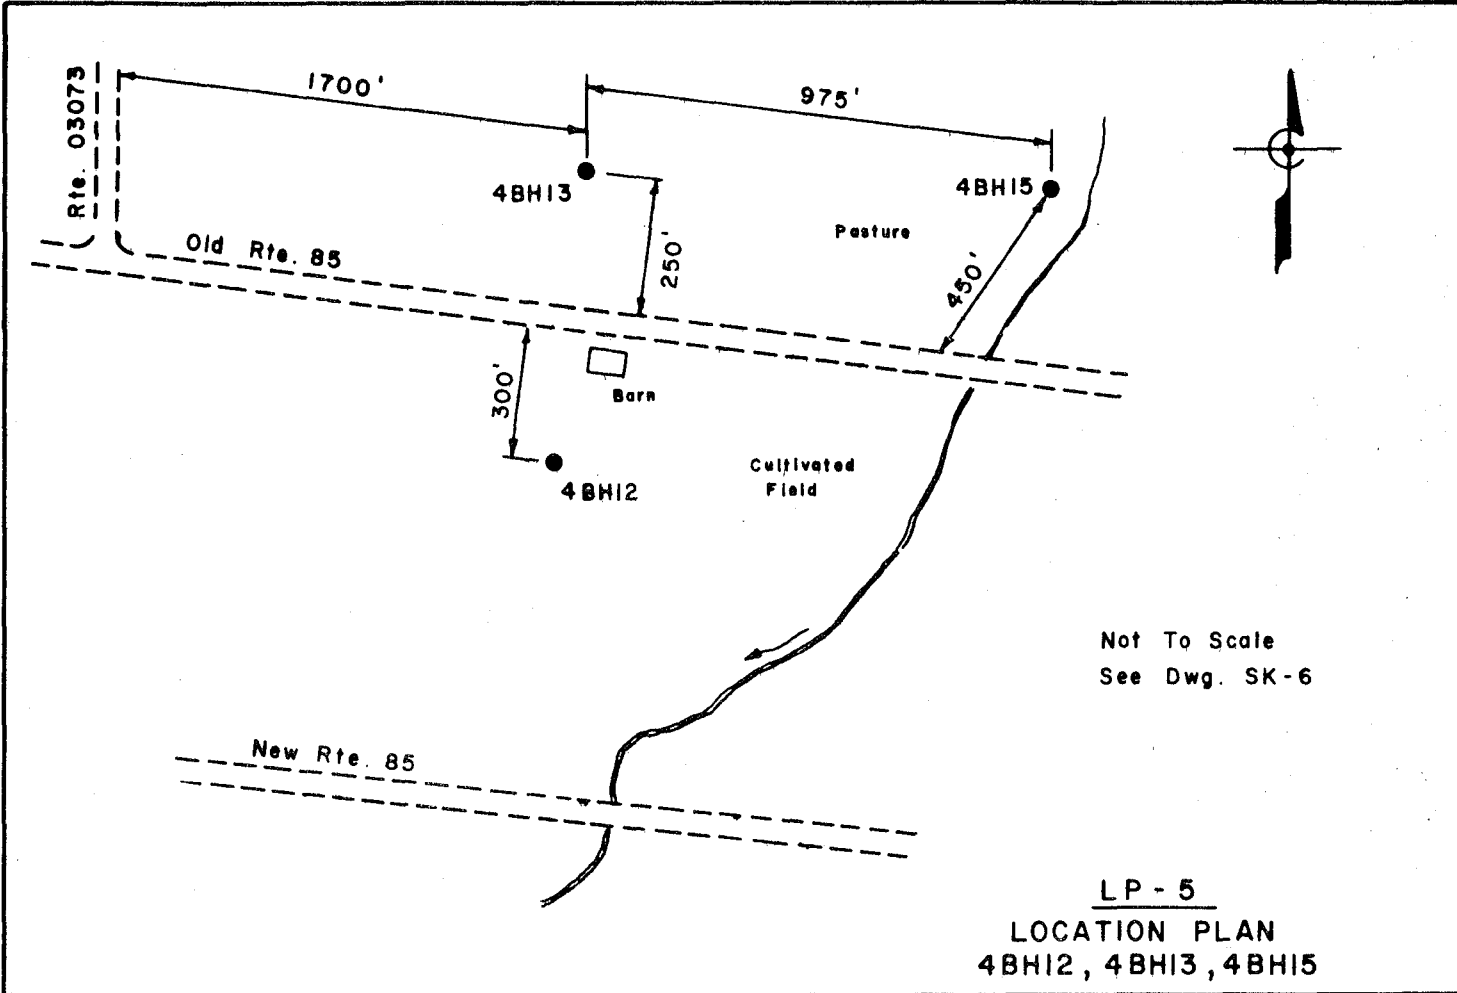 1700'
975'
Rte. 03073
4BH13
4BH15
Pasture
Old Rte. 85
250'
450'
300'
Barn
4BH12
Cultivated
Field
Not To Scale
See Dwg. SK-6
New Rte. 85
LP-5
LOCATION PLAN
4BH12, 4BH13, 4BH15